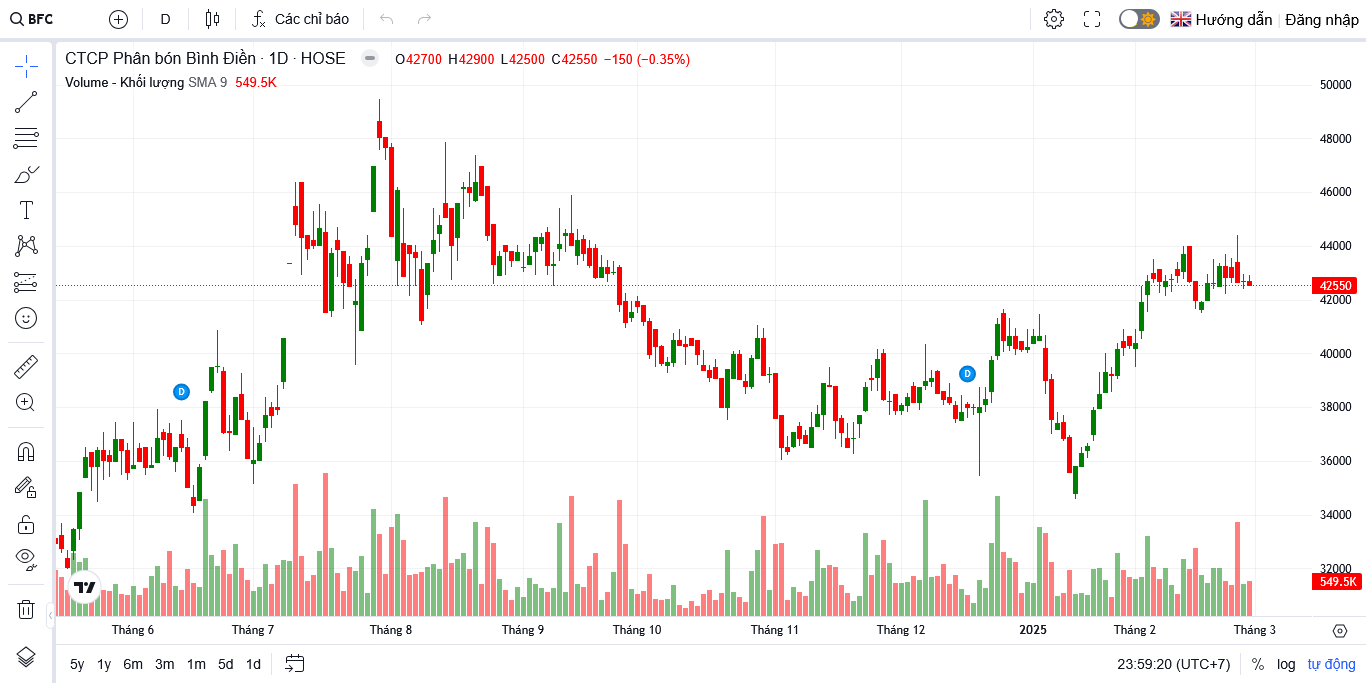 BFC D Các chỉ báo Hướng dẫn Đăng nhập
CTCP Phân bón Bình Điền · 1D · HOSE O42700 H42900 L42500 C42550 −150 (−0.35%)
Volume - Khối lượng SMA 9 549.5K
50000
48000
46000
44000
42550
42000
40000
38000
36000
34000
32000
549.5K
D
D
Tháng 6 Tháng 7 Tháng 8 Tháng 9 Tháng 10 Tháng 11 Tháng 12 2025 Tháng 2 Tháng 3
5y 1y 6m 3m 1m 5d 1d 23:59:20 (UTC+7) % log tự động